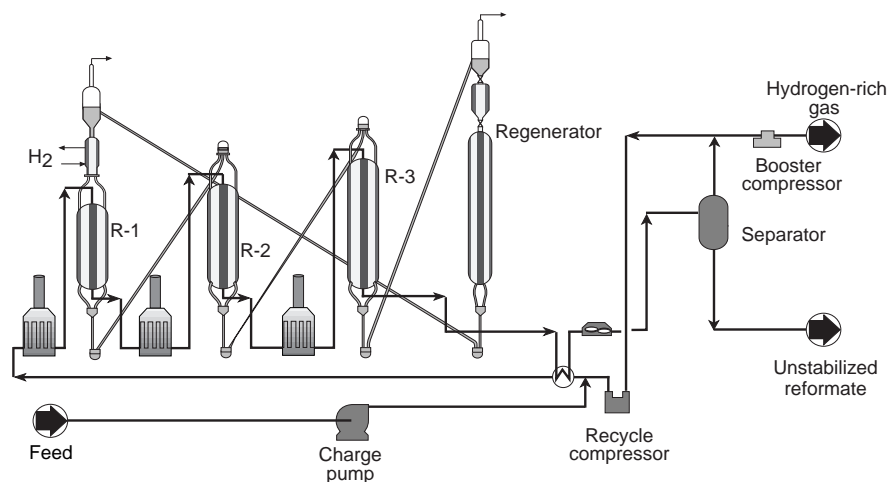 Hydrogen-rich
gas
Regenerator
Booster
compressor
H2
R-3
R-1
R-2
Separator
Unstabilized
reformate
Recycle
compressor
Feed
Charge
pump